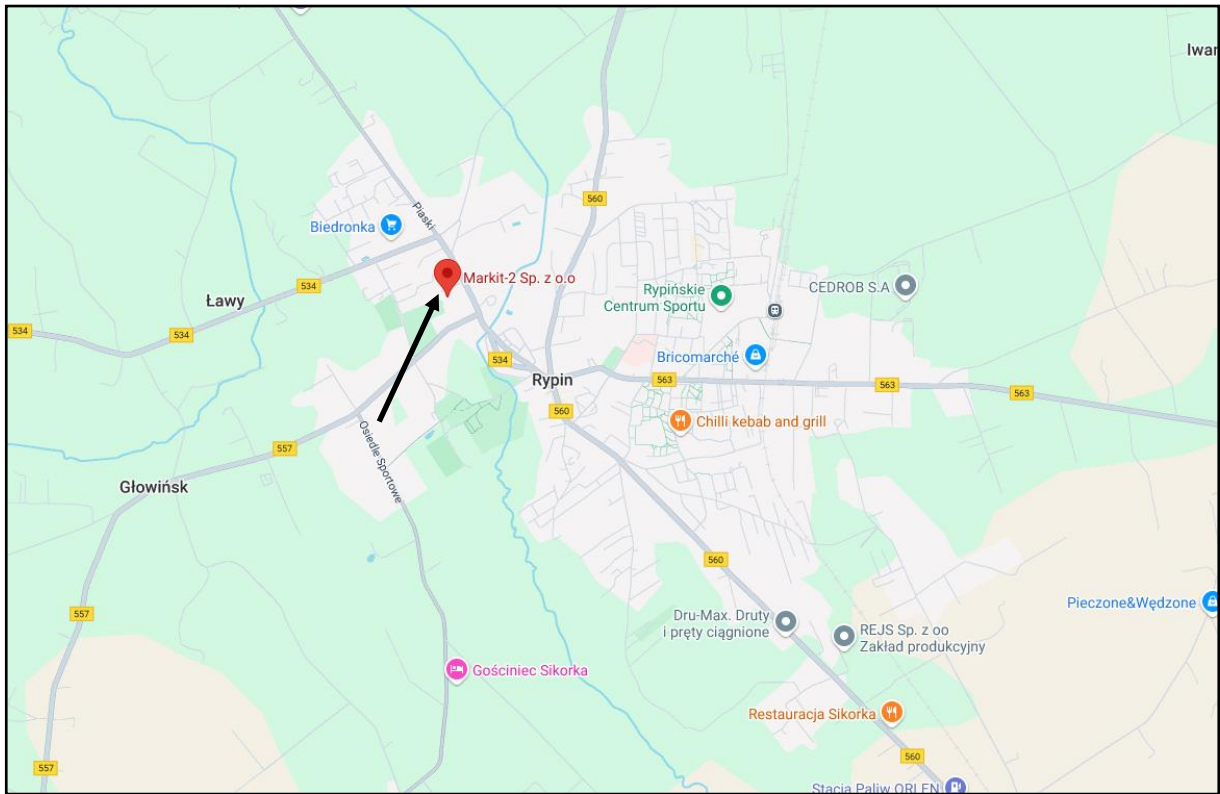 Iwar
560
Piaski
Biedronka
Markit-2 Sp. z o.o
534
Ławy
Rypińskie
Centrum Sportu
CEDROB S.A
534
534
534
Bricomarché
Rypin
563
563
563
560
Chilli kebab and grill
557
Osiedle Sportowe
Głowińsk
560
557
Dru-Max. Druty
i pręty ciągnione
REJS Sp. z oo
Zakład produkcyjny
Pieczone&Wędzone
Gościniec Sikorka
Restauracja Sikorka
560
557
Stacja Paliw ORLEN